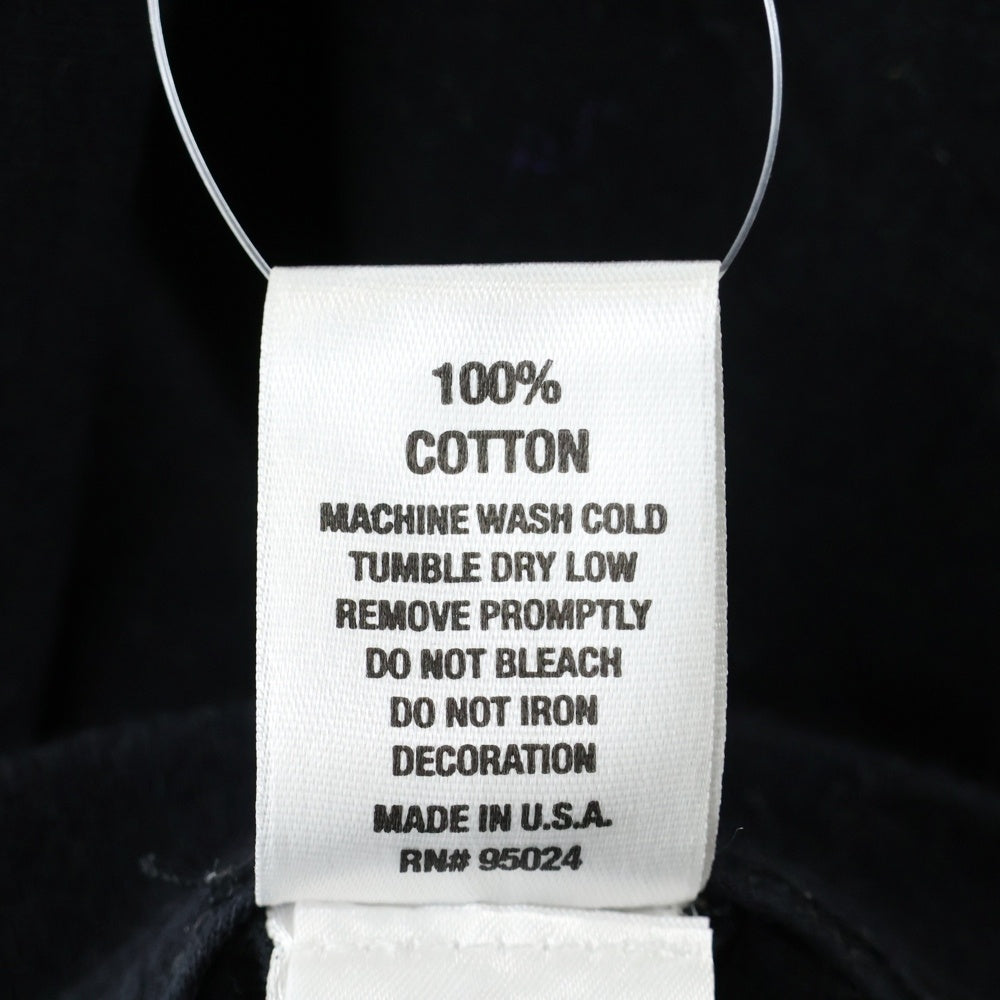 100%
COTTON
MACHINE WASH COLD
TUMBLE DRY LOW
REMOVE PROMPTLY
DO NOT BLEACH
DO NOT IRON
DECORATION
MADE IN U.S.A.
RN# 95024